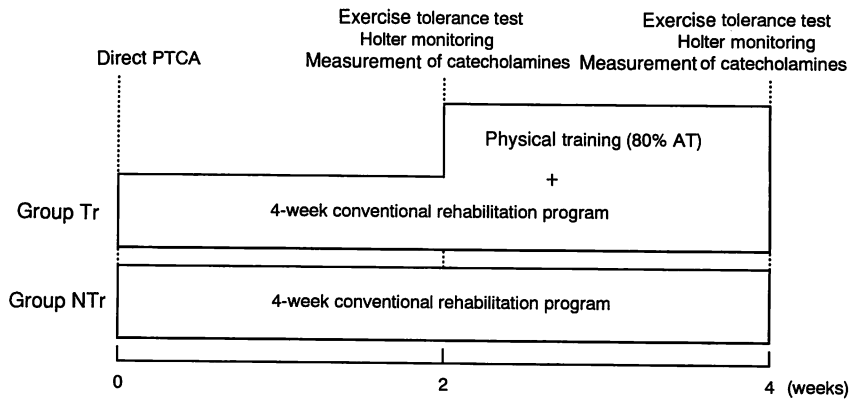 Exercise tolerance test
Holter monitoring
Measurement of catecholamines
Exercise tolerance test
Holter monitoring
Measurement of catecholamines
Direct PTCA
Physical training (80% AT)
+
Group Tr
4-week conventional rehabilitation program
Group NTr
4-week conventional rehabilitation program
0
2
4 (weeks)